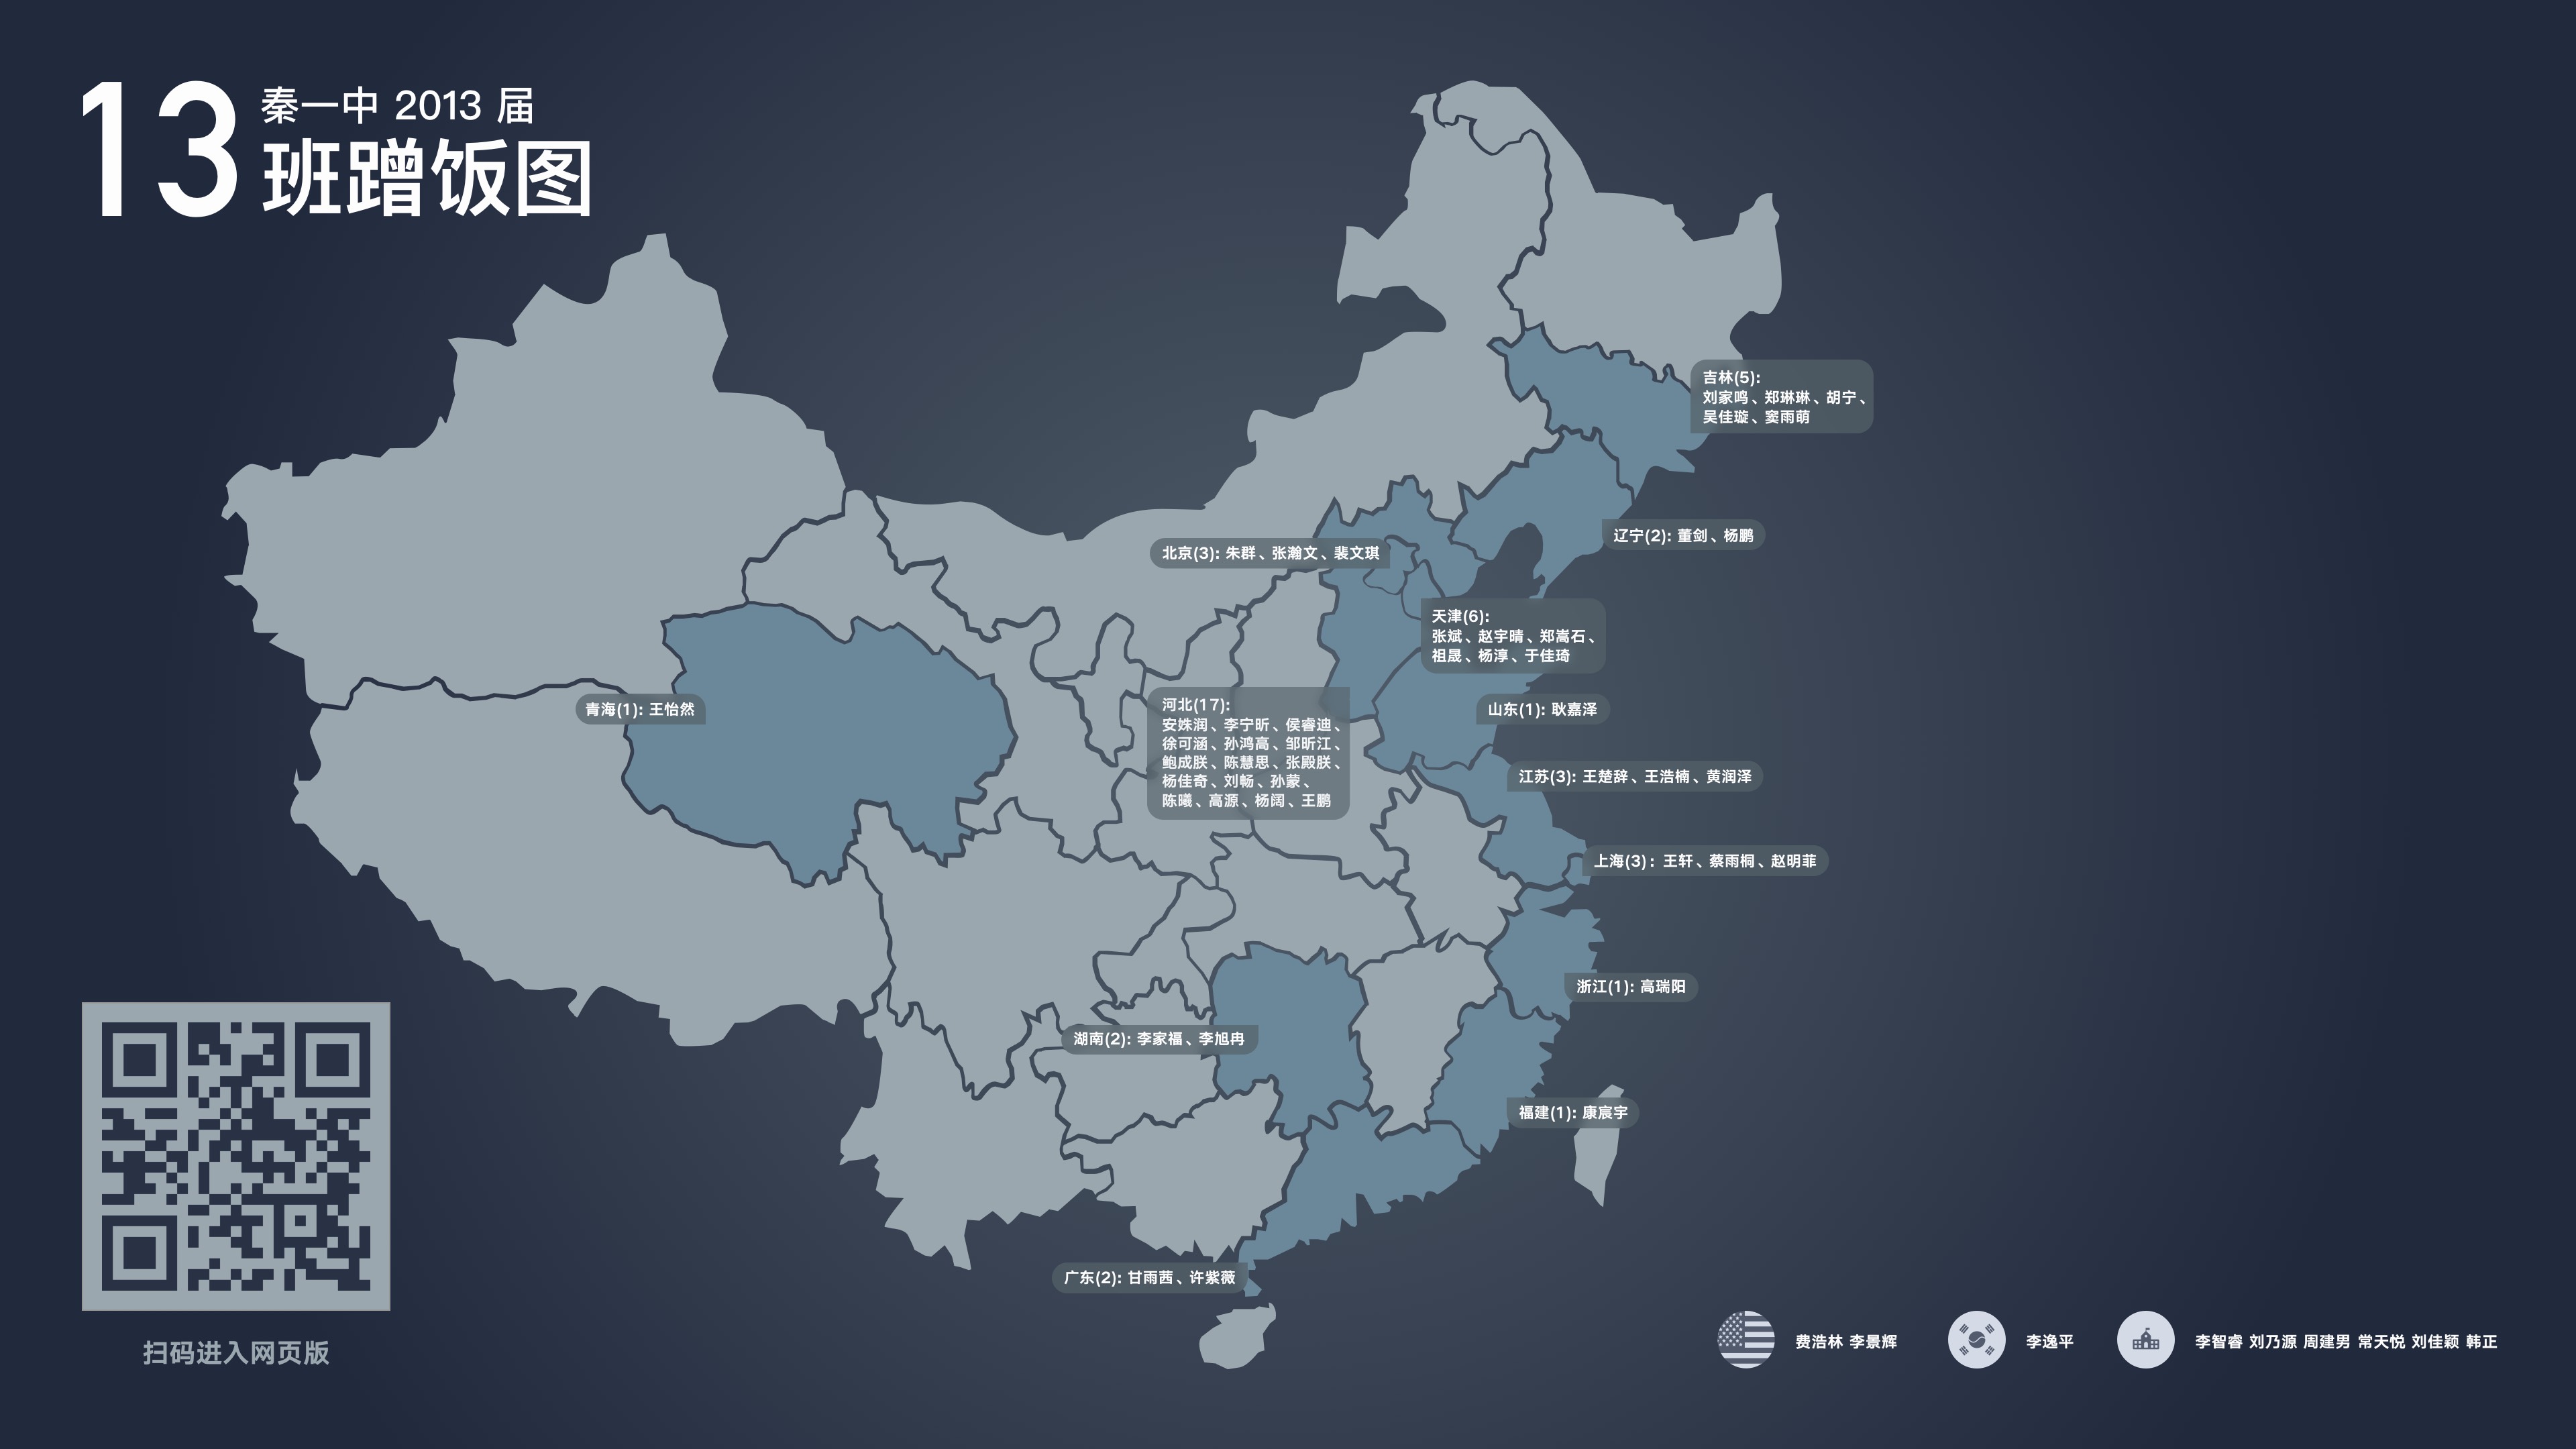 13
秦一中 2013 届
班蹭饭图
吉林(5):
刘家鸣、郑琳琳、胡宁、
吴佳璇、窦雨萌
辽宁(2): 董剑、杨鹏
北京(3): 朱群、张瀚文、裴文琪
天津(6):
张斌、赵宇晴、郑嵩石、
祖晟、杨淳、于佳琦
青海(1): 王怡然
河北(17):
安姝润、李宁昕、侯睿迪、
徐可涵、孙鸿高、邹昕江、
鲍成朕、陈慧思、张殿朕、
杨佳奇、刘畅、孙蒙、
陈曦、高源、杨阔、王鹏
山东(1): 耿嘉泽
江苏(3): 王楚辞、王浩楠、黄润泽
上海(3): 王轩、蔡雨桐、赵明菲
浙江(1): 高瑞阳
湖南(2): 李家福、李旭冉
福建(1): 康宸宇
广东(2): 甘雨茜、许紫薇
扫码进入网页版
费浩林 李景辉
李逸平
李智睿 刘乃源 周建男 常天悦 刘佳颖 韩正